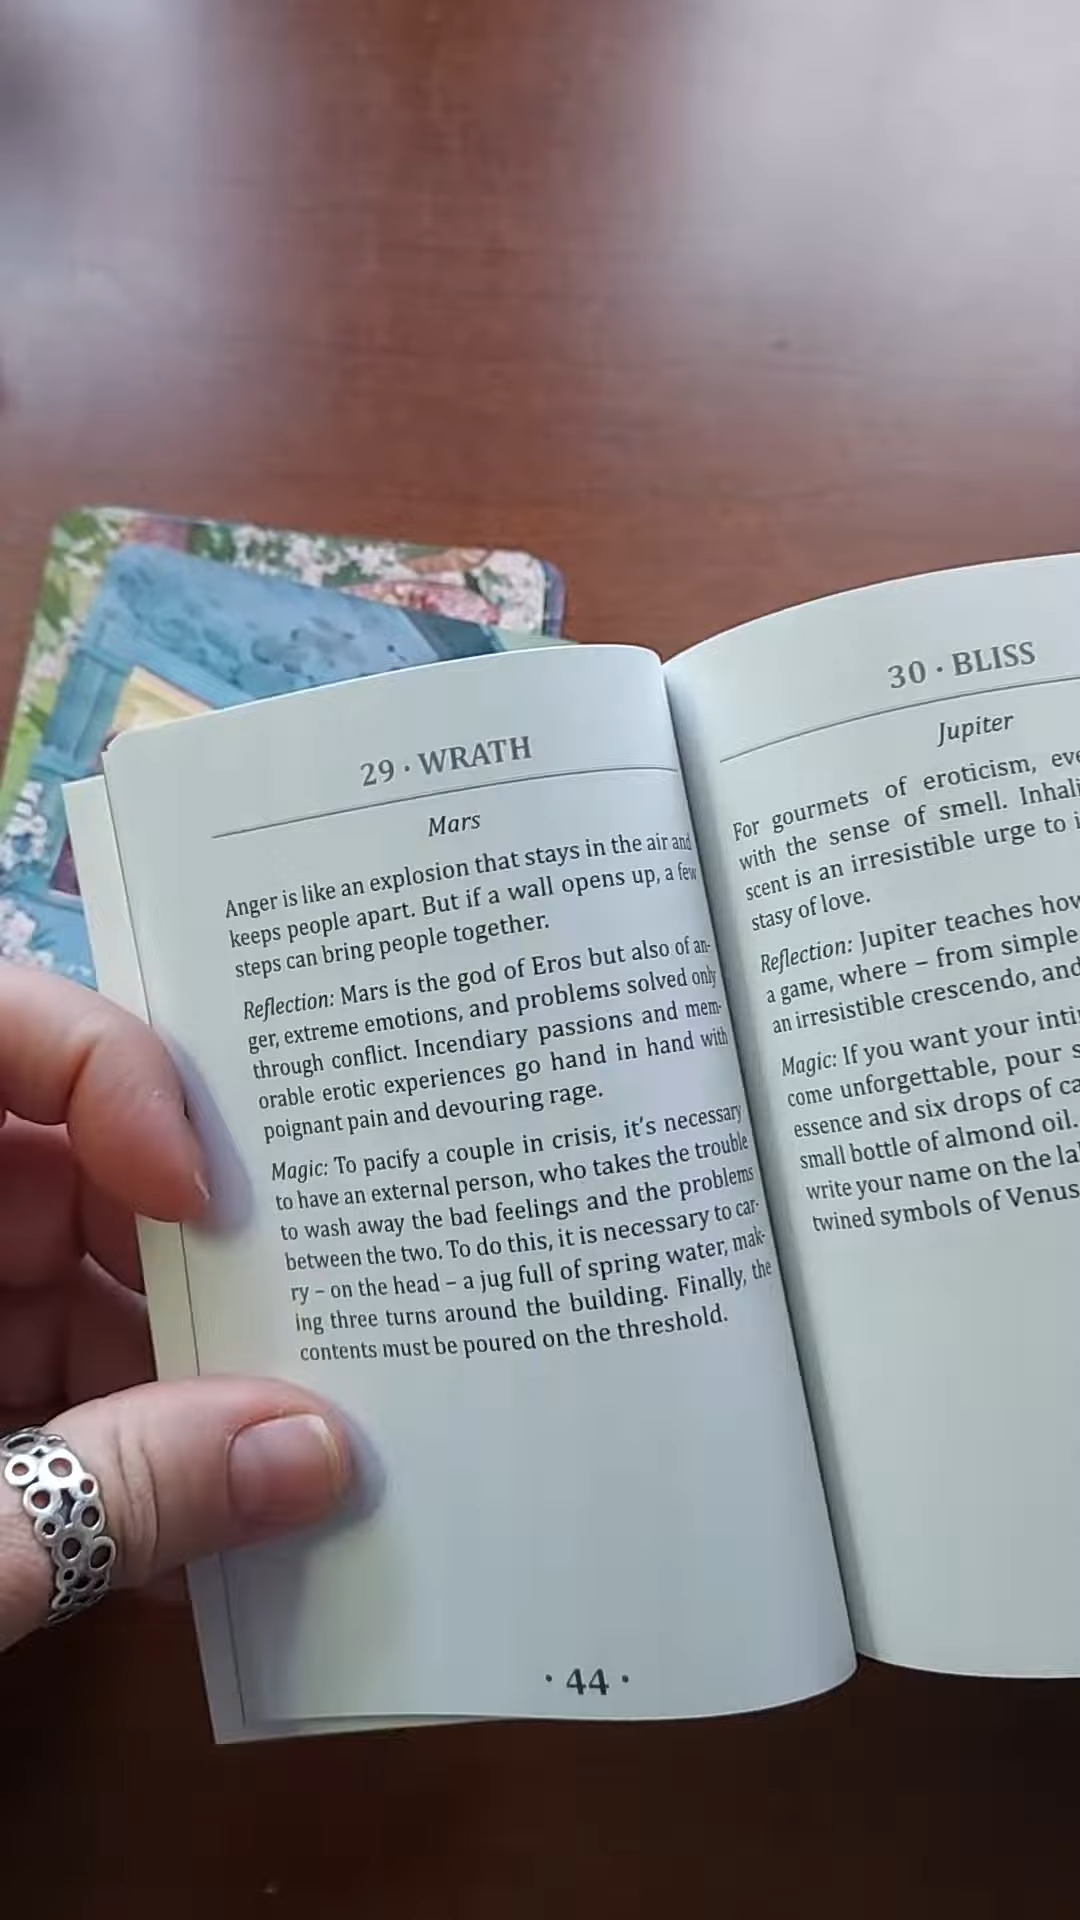 29 · WRATH
Mars
Anger is like an explosion that stays in the air and
keeps people apart. But if a wall opens up, a few
steps can bring people together.
Reflection: Mars is the god of Eros but also of an-
ger, extreme emotions, and problems solved only
through conflict. Incendiary passions and mem-
orable erotic experiences go hand in hand with
poignant pain and devouring rage.
Magic: To pacify a couple in crisis, it's necessary
to have an external person, who takes the trouble
to wash away the bad feelings and the problems
between the two. To do this, it is necessary to car-
ry – on the head – a jug full of spring water, mak-
ing three turns around the building. Finally, the
contents must be poured on the threshold.
· 44 ·
30 · BLISS
Jupiter
For gourmets of eroticism,
with the sense of smell.
scent is an irresistible urge to
stasy of love.
Reflection: Jupiter teaches
a game, where – from simple
an irresistible crescendo, and
Magic: If you want your
come unforgettable, pour
essence and six drops of
small bottle of almond oil.
write your name on the
twined symbols of Venus